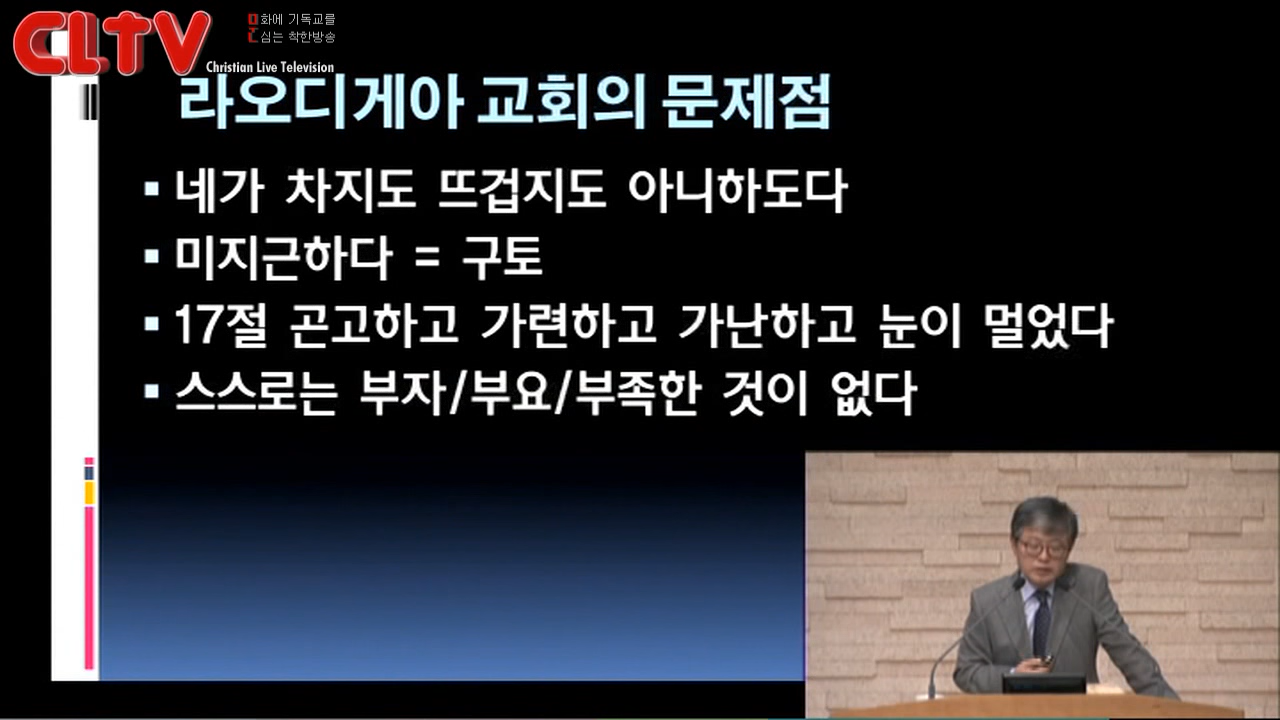 CLTV
문화에 기독교를
심는 착한방송
Christian Live Television
라오디게아 교회의 문제점
네가 차지도 뜨겁지도 아니하도다
미지근하다 = 구토
17절 곤고하고 가련하고 가난하고 눈이 멀었다
스스로는 부자/부요/부족한 것이 없다